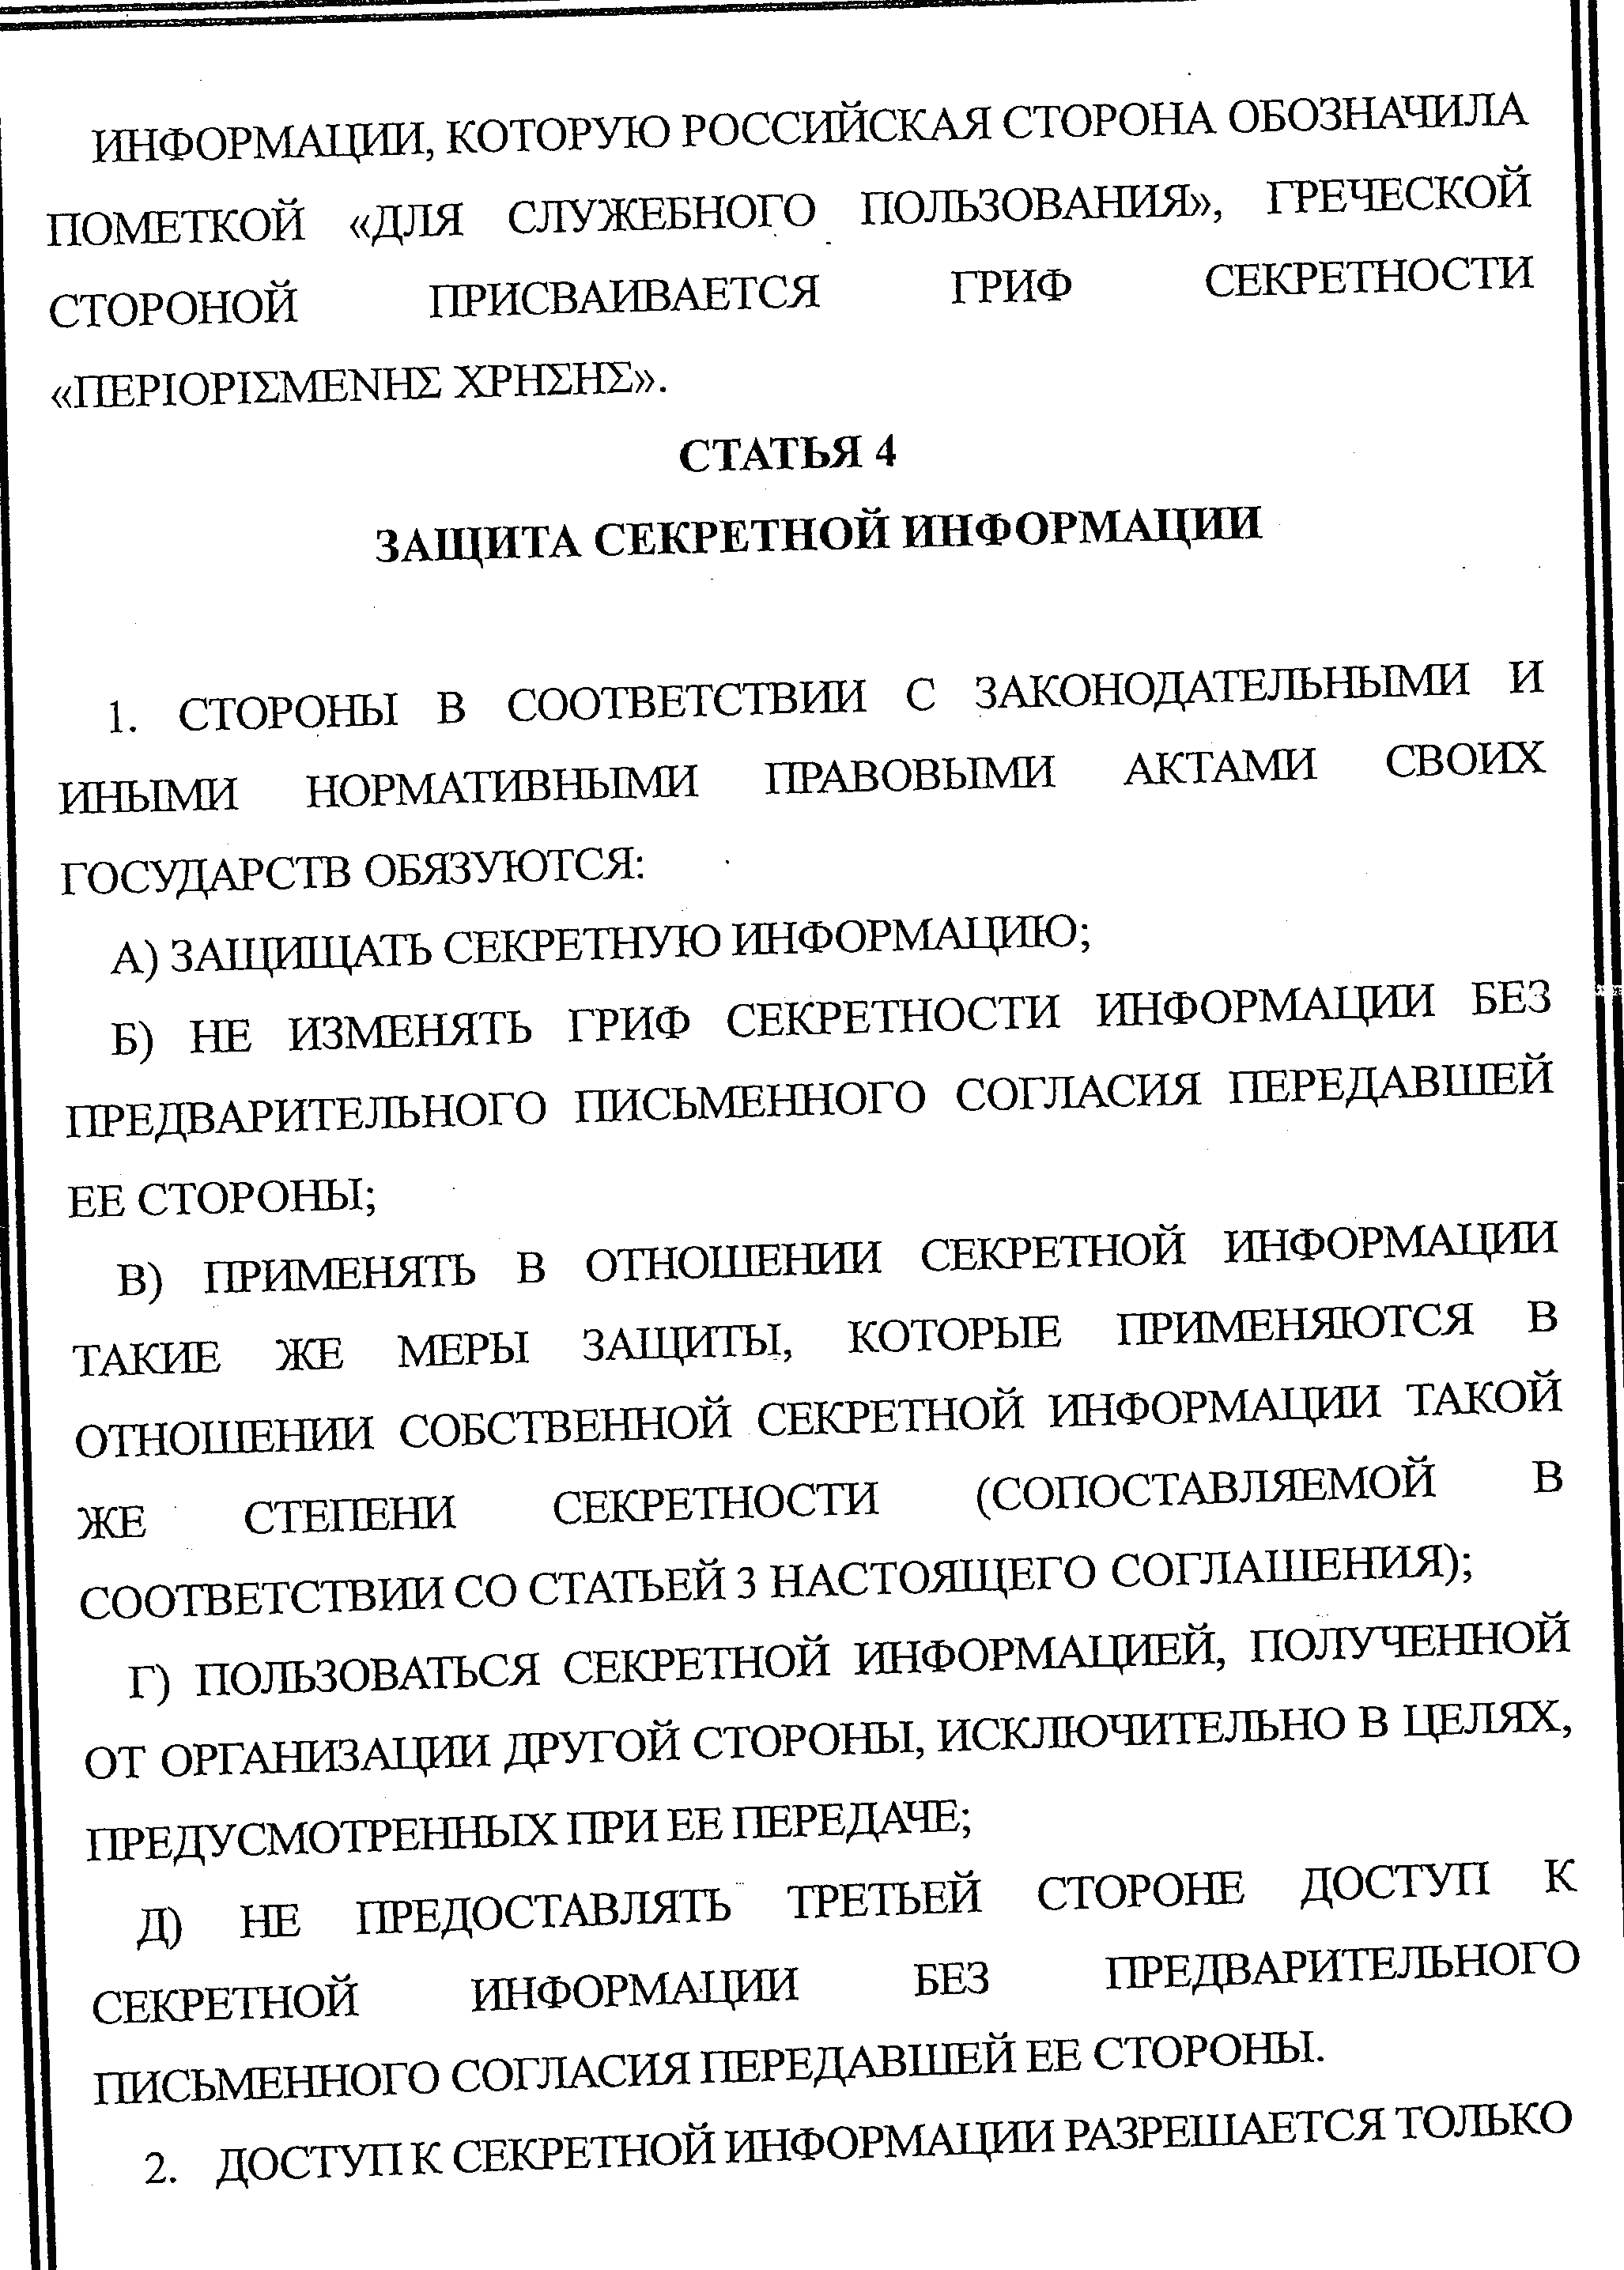 ИНФОРМАЦИИ, КОТОРУЮ РОССИЙСКАЯ СТОРОНА ОБОЗНАЧИЛА
ПОМЕТКОЙ «ДЛЯ СЛУЖЕБНОГО ПОЛЬЗОВАНИЯ», ГРЕЧЕСКОЙ
СТОРОНОЙ ПРИСВАИВАЕТСЯ ГРИФ СЕКРЕТНОСТИ
«ΠΕΡΙΟΡΙΣΜΕΝΗΣ ΧΡΗΣΗΣ».
СТАТЬЯ 4
ЗАЩИТА СЕКРЕТНОЙ ИНФОРМАЦИИ
1. СТОРОНЫ В СООТВЕТСТВИИ С ЗАКОНОДАТЕЛЬНЫМИ И
ИНЫМИ НОРМАТИВНЫМИ ПРАВОВЫМИ АКТАМИ СВОИХ
ГОСУДАРСТВ ОБЯЗУЮТСЯ:
А) ЗАЩИЩАТЬ СЕКРЕТНУЮ ИНФОРМАЦИЮ;
Б) НЕ ИЗМЕНЯТЬ ГРИФ СЕКРЕТНОСТИ ИНФОРМАЦИИ БЕЗ
ПРЕДВАРИТЕЛЬНОГО ПИСЬМЕННОГО СОГЛАСИЯ ПЕРЕДАВШЕЙ
ЕЕ СТОРОНЫ;
В) ПРИМЕНЯТЬ В ОТНОШЕНИИ СЕКРЕТНОЙ ИНФОРМАЦИИ
ТАКИЕ ЖЕ МЕРЫ ЗАЩИТЫ, КОТОРЫЕ ПРИМЕНЯЮТСЯ В
ОТНОШЕНИИ СОБСТВЕННОЙ СЕКРЕТНОЙ ИНФОРМАЦИИ ТАКОЙ
ЖЕ СТЕПЕНИ СЕКРЕТНОСТИ (СОПОСТАВЛЯЕМОЙ В
СООТВЕТСТВИИ СО СТАТЬЕЙ 3 НАСТОЯЩЕГО СОГЛАШЕНИЯ);
Г) ПОЛЬЗОВАТЬСЯ СЕКРЕТНОЙ ИНФОРМАЦИЕЙ, ПОЛУЧЕННОЙ
ОТ ОРГАНИЗАЦИИ ДРУГОЙ СТОРОНЫ, ИСКЛЮЧИТЕЛЬНО В ЦЕЛЯХ,
ПРЕДУСМОТРЕННЫХ ПРИ ЕЕ ПЕРЕДАЧЕ;
Д) НЕ ПРЕДОСТАВЛЯТЬ ТРЕТЬЕЙ СТОРОНЕ ДОСТУП К
СЕКРЕТНОЙ ИНФОРМАЦИИ БЕЗ ПРЕДВАРИТЕЛЬНОГО
ПИСЬМЕННОГО СОГЛАСИЯ ПЕРЕДАВШЕЙ ЕЕ СТОРОНЫ.
2. ДОСТУП К СЕКРЕТНОЙ ИНФОРМАЦИИ РАЗРЕШАЕТСЯ ТОЛЬКО